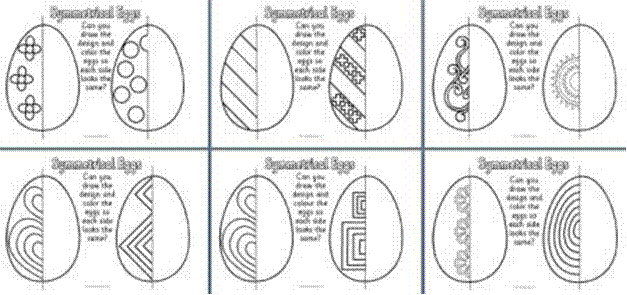 Symmetrical Eggs
Can you
draw the
design and
color the
eggs so
each side
looks the
same?
Symmetrical Eggs
Can you
draw the
design and
color the
eggs so
each side
looks the
same?
Symmetrical Eggs
Can you
draw the
design and
color the
eggs so
each side
looks the
same?
Symmetrical Eggs
Can you
draw the
design and
color the
eggs so
each side
looks the
same?
Symmetrical Eggs
Can you
draw the
design and
colour the
eggs so
each side
looks the
same?
Symmetrical Eggs
Can you
draw the
design and
color the
eggs so
each side
looks the
same?